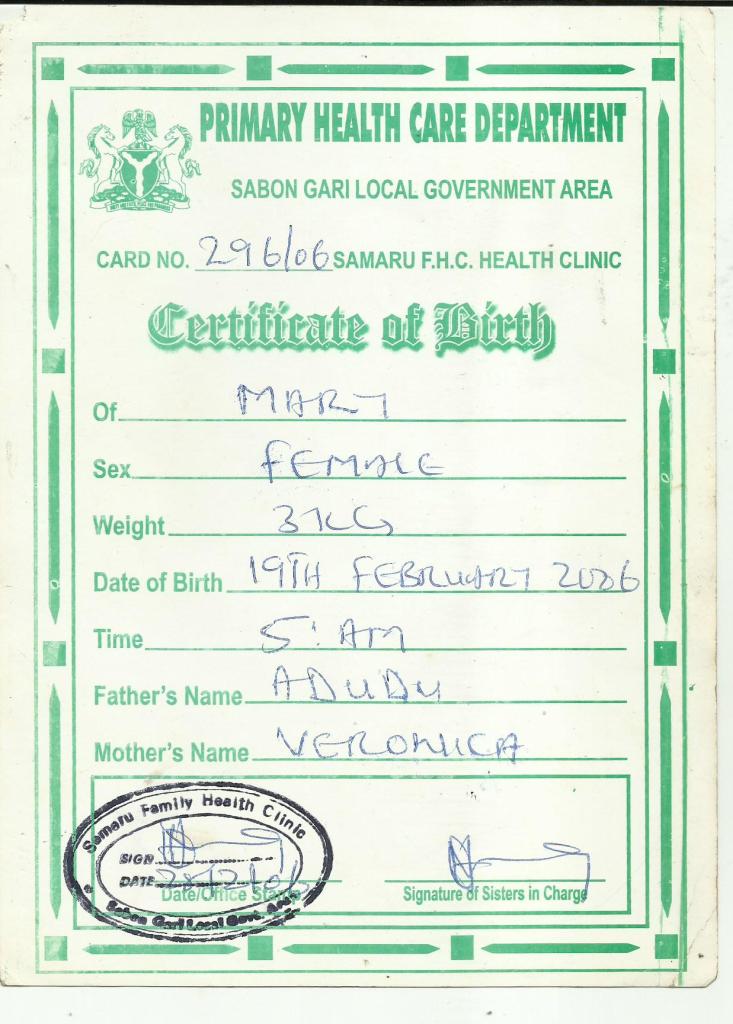 PRIMARY HEALTH CARE DEPARTMENT
SABON GARI LOCAL GOVERNMENT AREA
CARD NO. 296/06 SAMARU F.H.C. HEALTH CLINIC
Certificate of Birth
Of MARY
Sex FEMALE
Weight 3KG
Date of Birth 19TH FEBRUARY 2006
Time 5: AM
Father's Name ADUDU
Mother's Name VERONICA
Samaru Family Health Clinic
SIGN
DATE
Date/Office Stamp
Sabon Gari Local Govt.
Signature of Sisters in Charge